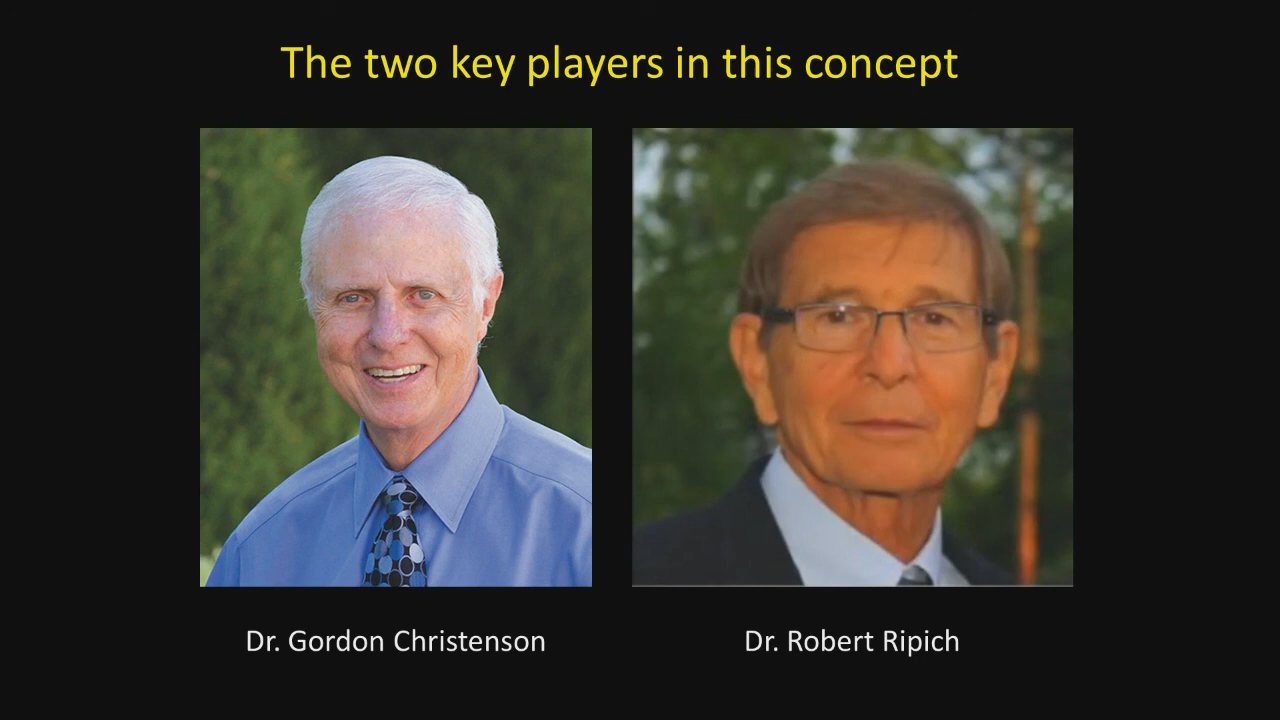 The two key players in this concept
Dr. Gordon Christenson
Dr. Robert Ripich